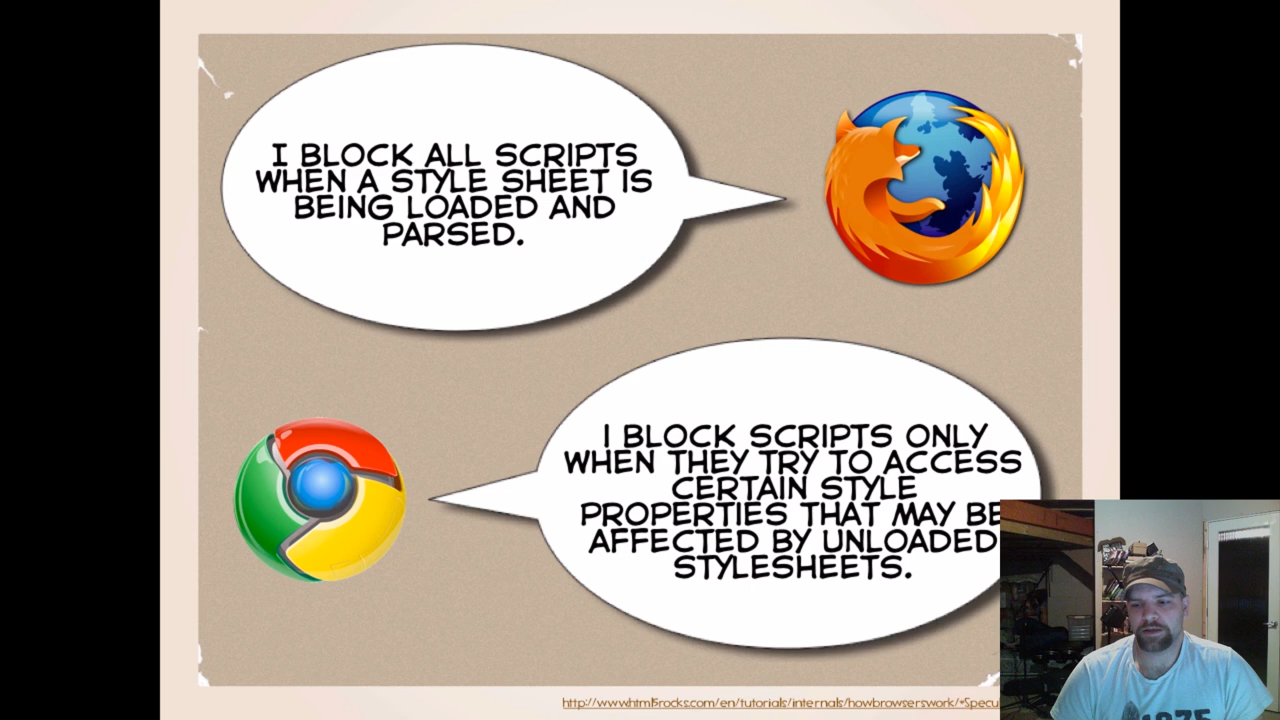 I BLOCK ALL SCRIPTS
WHEN A STYLE SHEET IS
BEING LOADED AND
PARSED.
I BLOCK SCRIPTS ONLY
WHEN THEY TRY TO ACCESS
CERTAIN STYLE
PROPERTIES THAT MAY BE
AFFECTED BY UNLOADED
STYLESHEETS.
http://www.html5rocks.com/en/tutorials/internals/howbrowserswork/#Specu